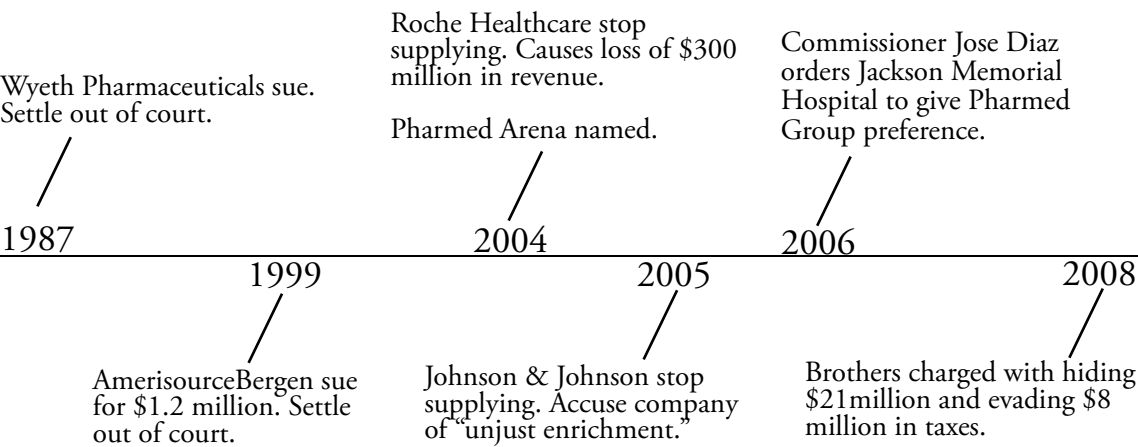 Wyeth Pharmaceuticals sue.
Settle out of court.
1987
AmerisourceBergen sue
for $1.2 million. Settle
out of court.
1999
Roche Healthcare stop
supplying. Causes loss of $300
million in revenue.
Pharmed Arena named.
2004
Johnson & Johnson stop
supplying. Accuse company
of “unjust enrichment.”
2005
Commissioner Jose Diaz
orders Jackson Memorial
Hospital to give Pharmed
Group preference.
2006
Brothers charged with hiding
$21million and evading $8
million in taxes.
2008